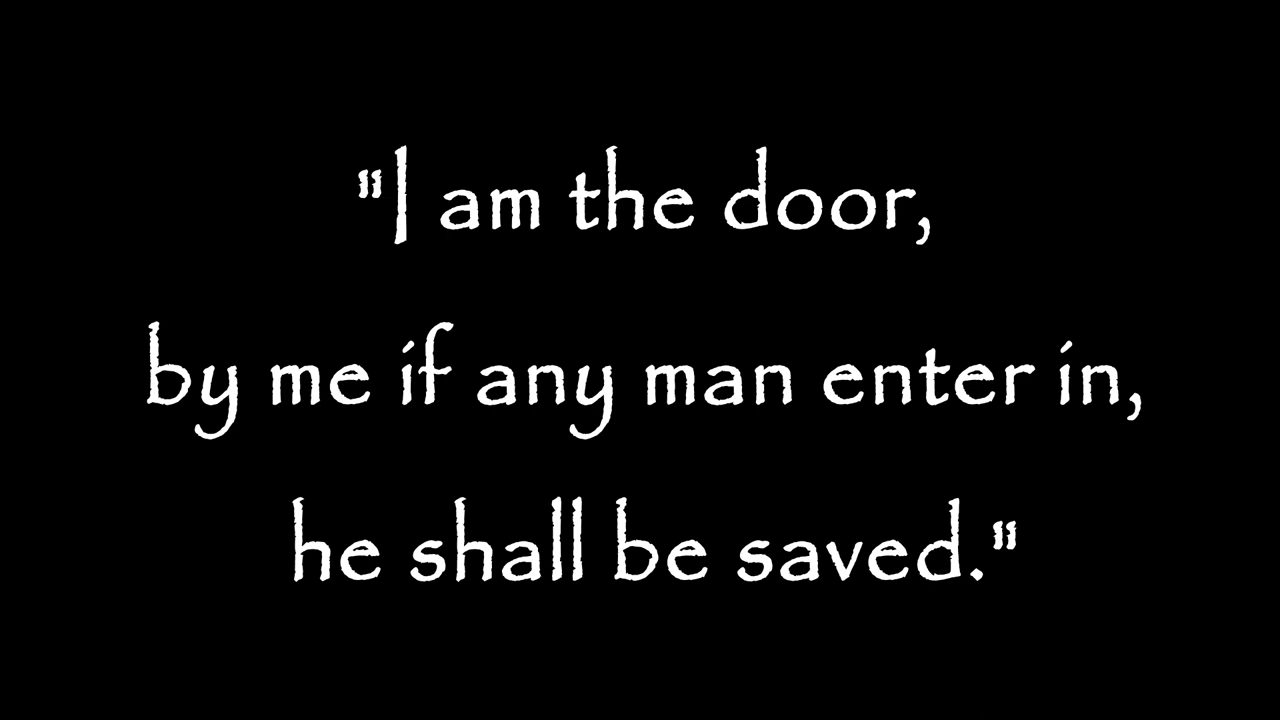 "I am the door,
by me if any man enter in,
he shall be saved."